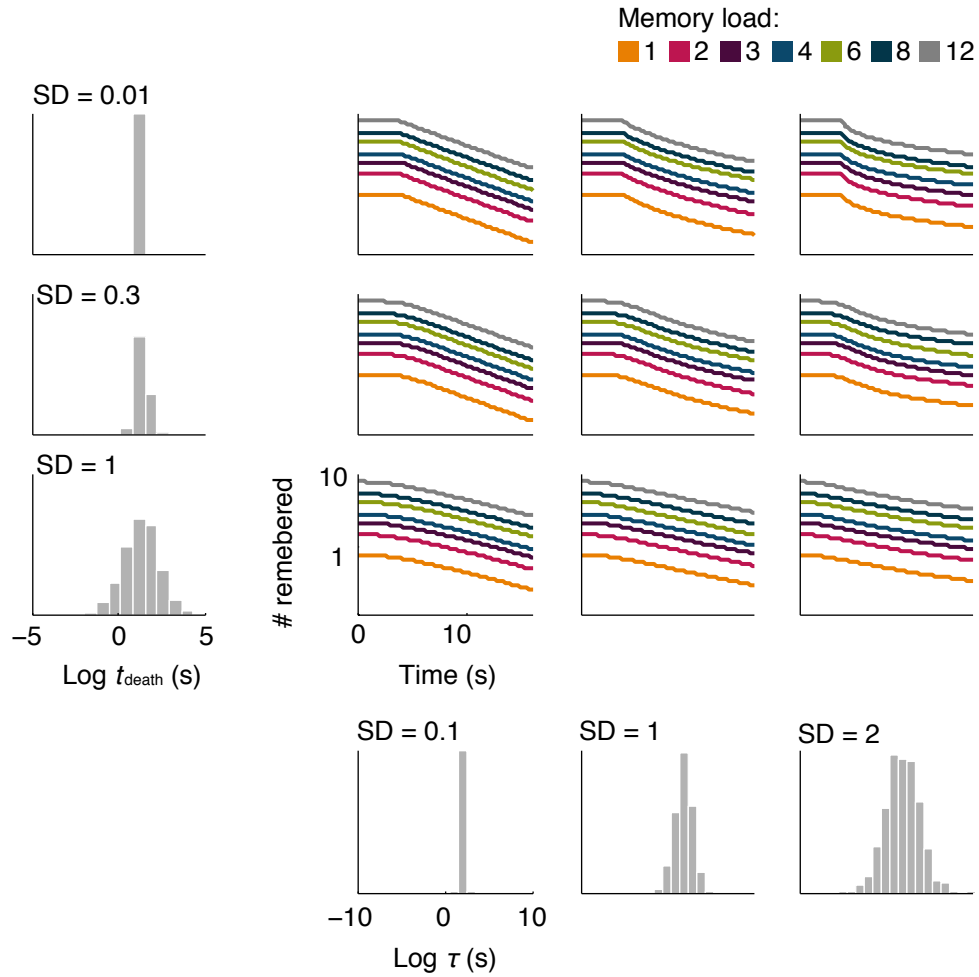 Memory load:
1 2 3 4 6 8 12
SD = 0.01
SD = 0.3
SD = 1
10
1
# remebered
−5 0 5
0 10
Log t death (s)
Time (s)
SD = 0.1 SD = 1 SD = 2
−10 0 10
Log τ (s)